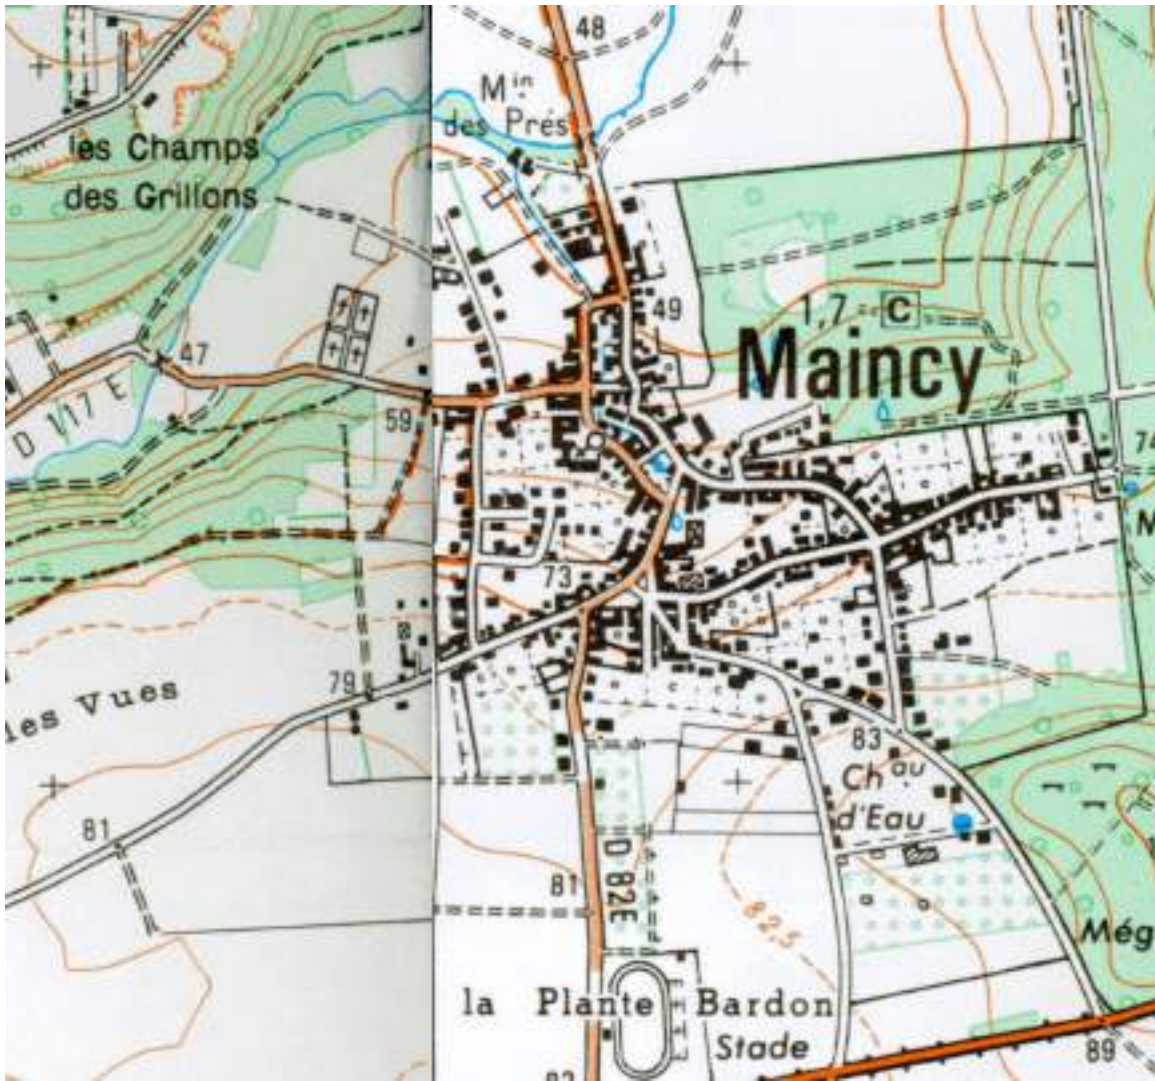 48
Min
des Prés
les Champs
des Grillons
49
1,7 C
Maincy
47
D 117 E
59
74
M
73
79
les Vues
83
Chau
d'Eau
81
81
D 82E
82,5
Még
la Plante Bardon
Stade
89